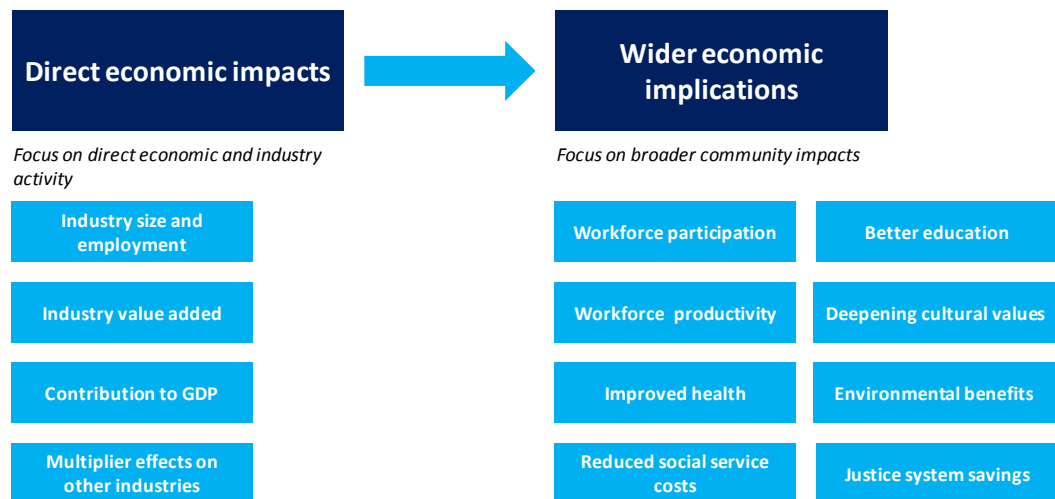 Direct economic impacts
Wider economic
implications
Focus on direct economic and industry
activity
Focus on broader community impacts
Industry size and
employment
Industry value added
Contribution to GDP
Multiplier effects on
other industries
Workforce participation
Better education
Workforce productivity
Deepening cultural values
Improved health
Environmental benefits
Reduced social service
costs
Justice system savings